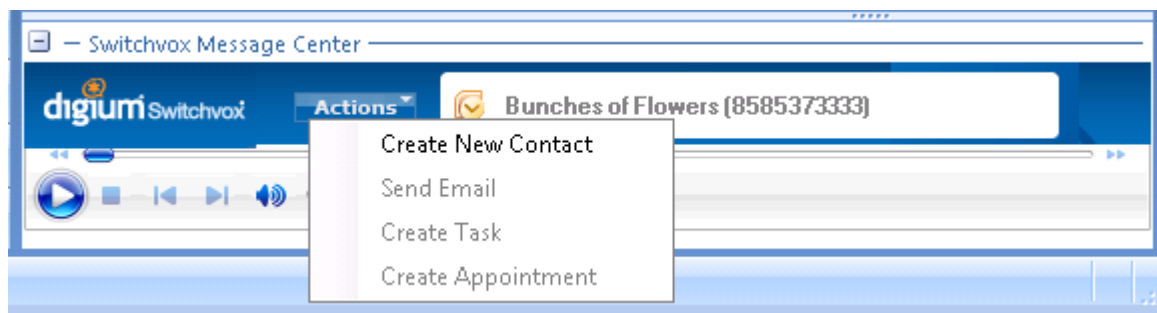 Switchvox Message Center
digium Switchvox Actions Bunches of Flowers (8585373333)
Create New Contact
Send Email
Create Task
Create Appointment